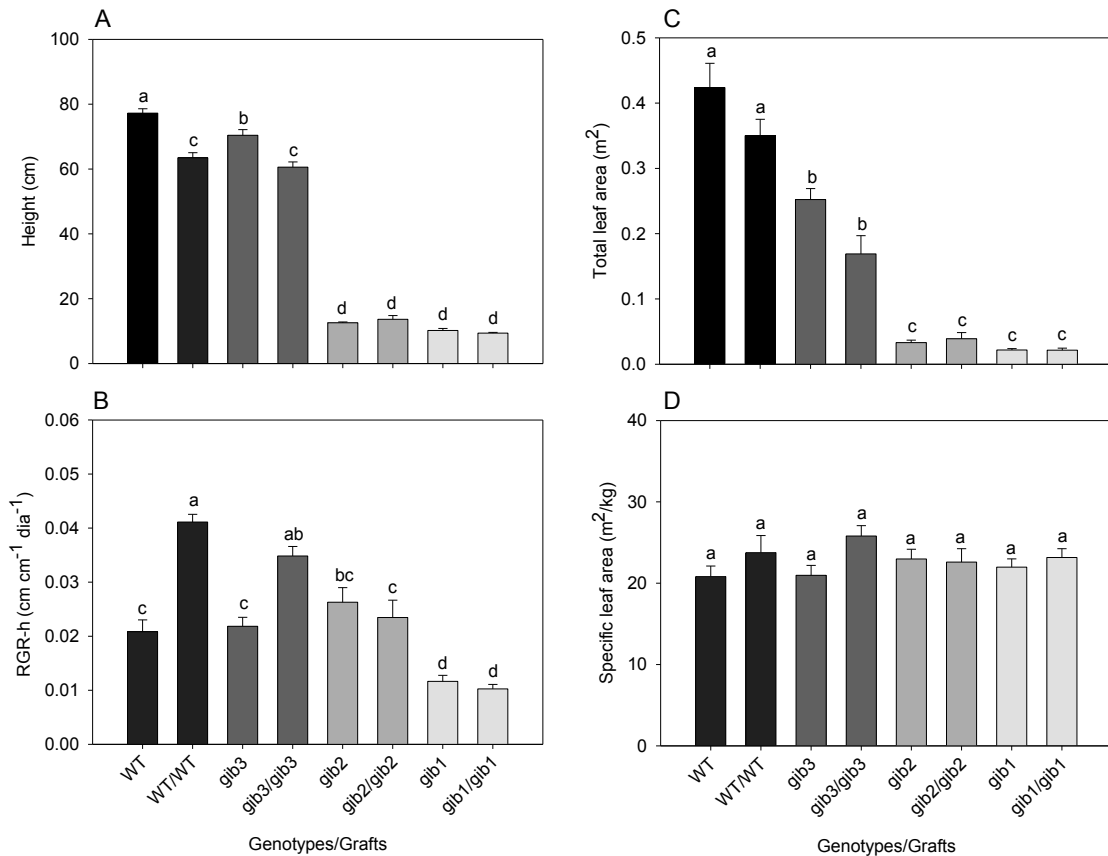 A
Height (cm)
100
80
60
40
20
0
a
c
b
c
d
d
d
d
B
RGR-h (cm cm⁻¹ dia⁻¹)
0.06
0.05
0.04
0.03
0.02
0.01
0.00
c
a
c
ab
bc
c
d
d
WT
WT/WT
gib3
gib3/gib3
gib2
gib2/gib2
gib1
gib1/gib1
Genotypes/Grafts
C
Total leaf area (m²)
0.5
0.4
0.3
0.2
0.1
0.0
a
a
b
b
c
c
c
c
D
Specific leaf area (m²/kg)
40
30
20
10
0
a
a
a
a
a
a
a
a
WT
WT/WT
gib3
gib3/gib3
gib2
gib2/gib2
gib1
gib1/gib1
Genotypes/Grafts